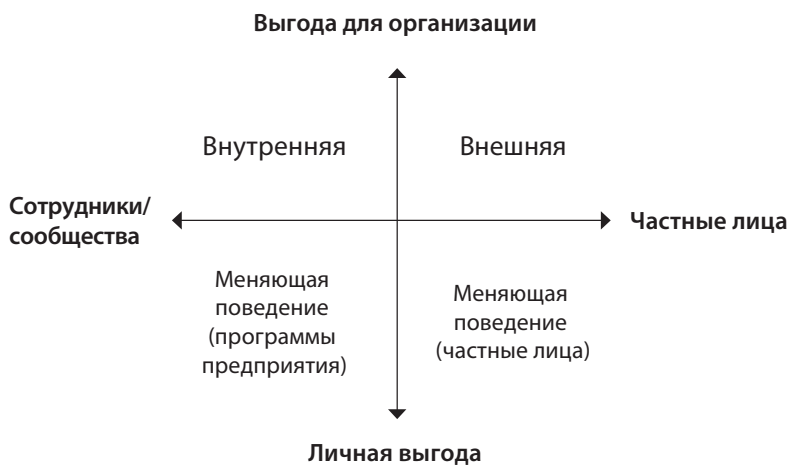 Выгода для организации
Внутренняя
Внешняя
Сотрудники/
сообщества
Частные лица
Меняющая
поведение
(программы
предприятия)
Меняющая
поведение
(частные лица)
Личная выгода